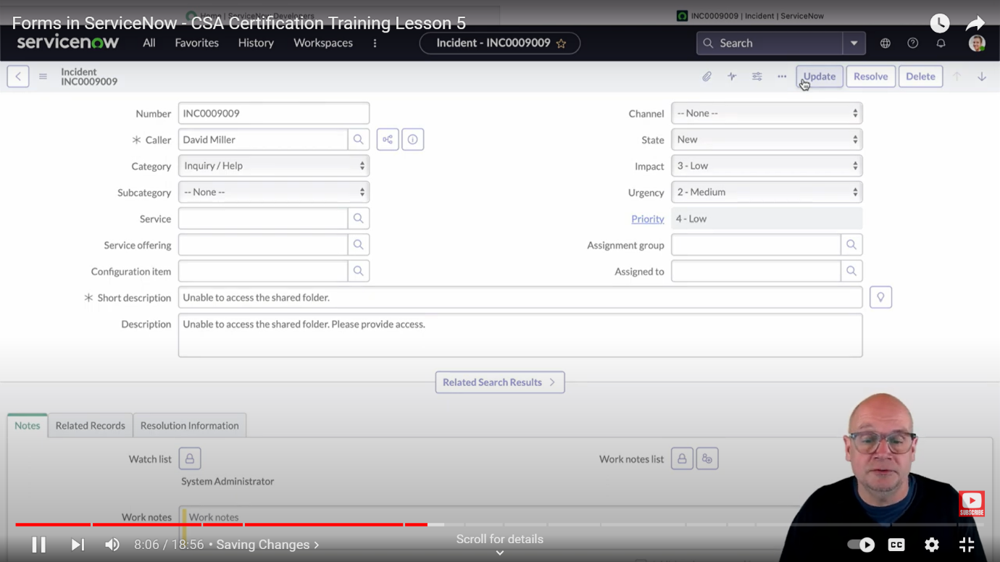 Home | ServiceNow Developers
INC0009009 | Incident | ServiceNow
Forms in ServiceNow - CSA Certification Training Lesson 5
servicenow
All
Favorites
History
Workspaces
Incident - INC0009009
Search
Incident
INC0009009
Update
Resolve
Delete
Number
INC0009009
Channel
-- None --
Caller
David Miller
State
New
Category
Inquiry / Help
Impact
3 - Low
Subcategory
-- None --
Urgency
2 - Medium
Service
Priority
4 - Low
Service offering
Assignment group
Configuration item
Assigned to
Short description
Unable to access the shared folder.
Description
Unable to access the shared folder. Please provide access.
Related Search Results
Notes
Related Records
Resolution Information
Watch list
Work notes list
System Administrator
Work notes
Work notes
SUBSCRIBE
8:06 / 18:56 • Saving Changes
Scroll for details
CC